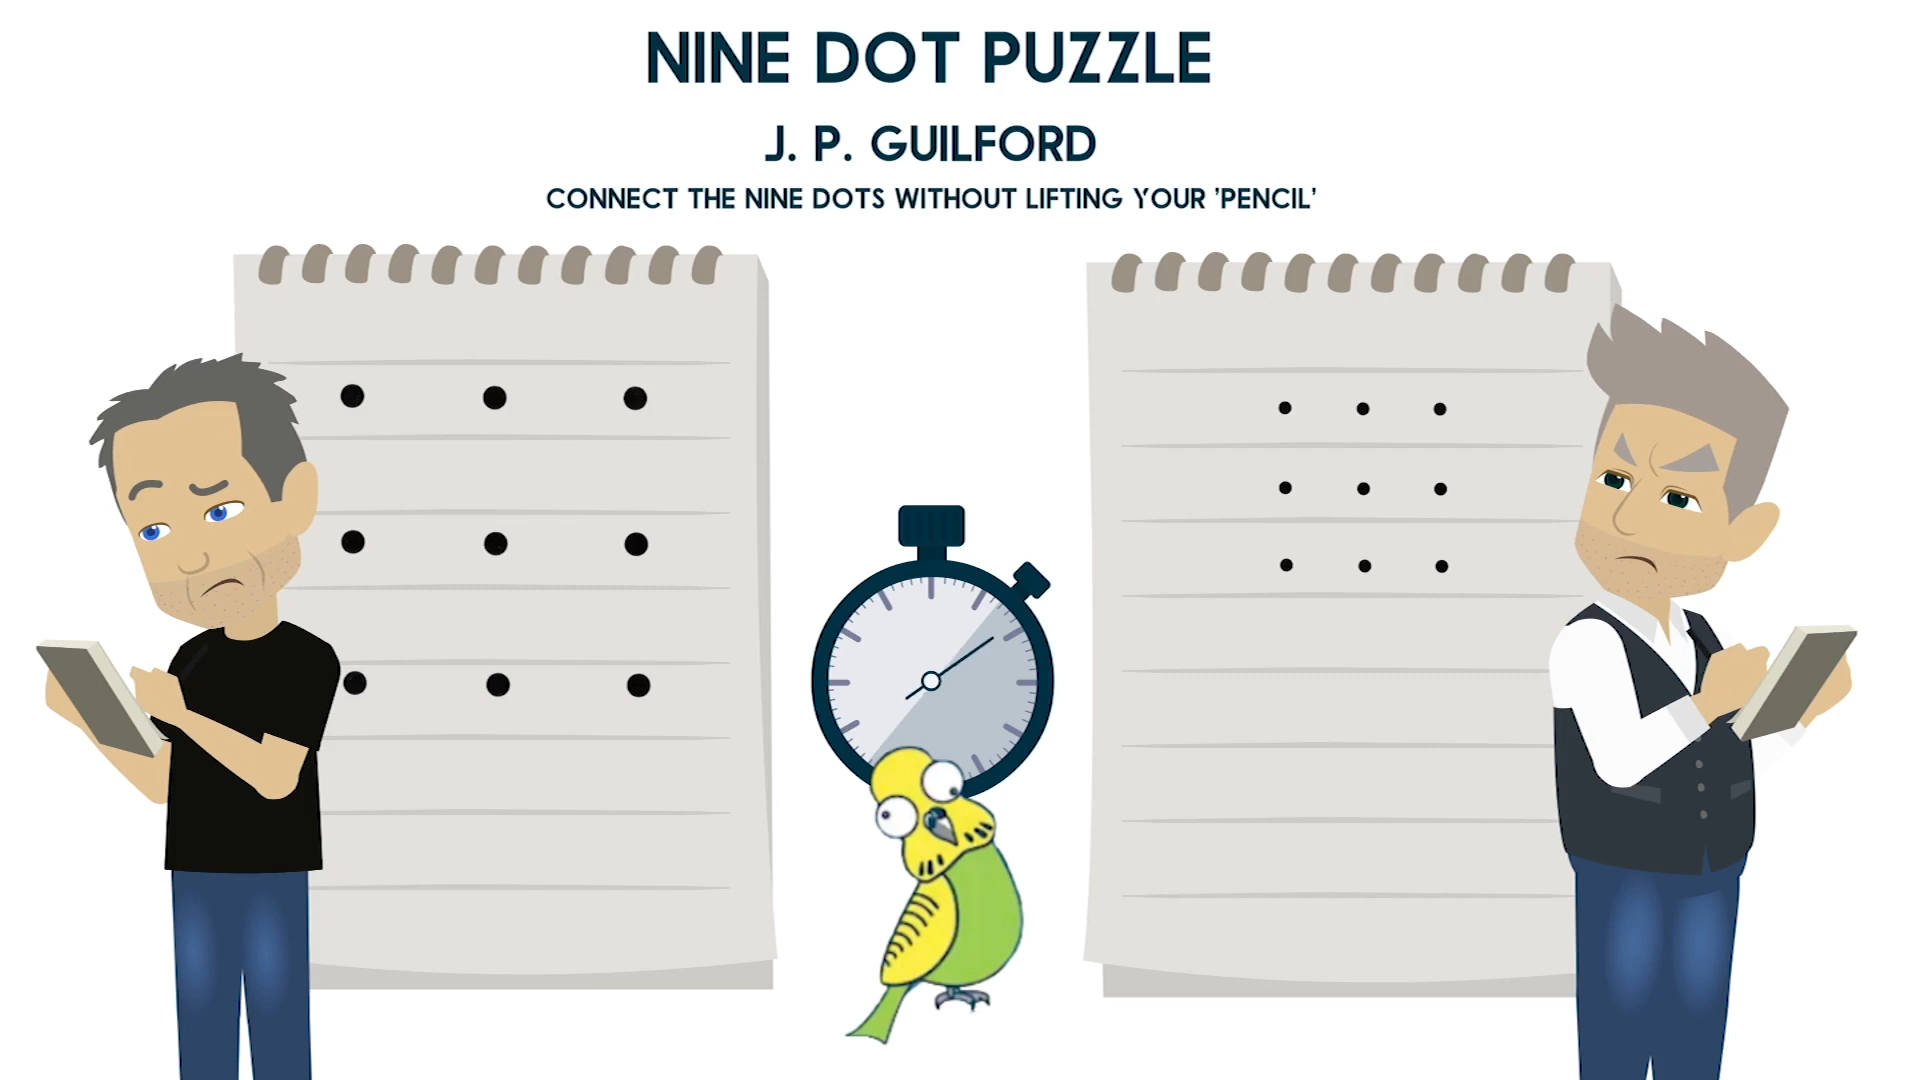 NINE DOT PUZZLE
J. P. GUILFORD
CONNECT THE NINE DOTS WITHOUT LIFTING YOUR 'PENCIL'